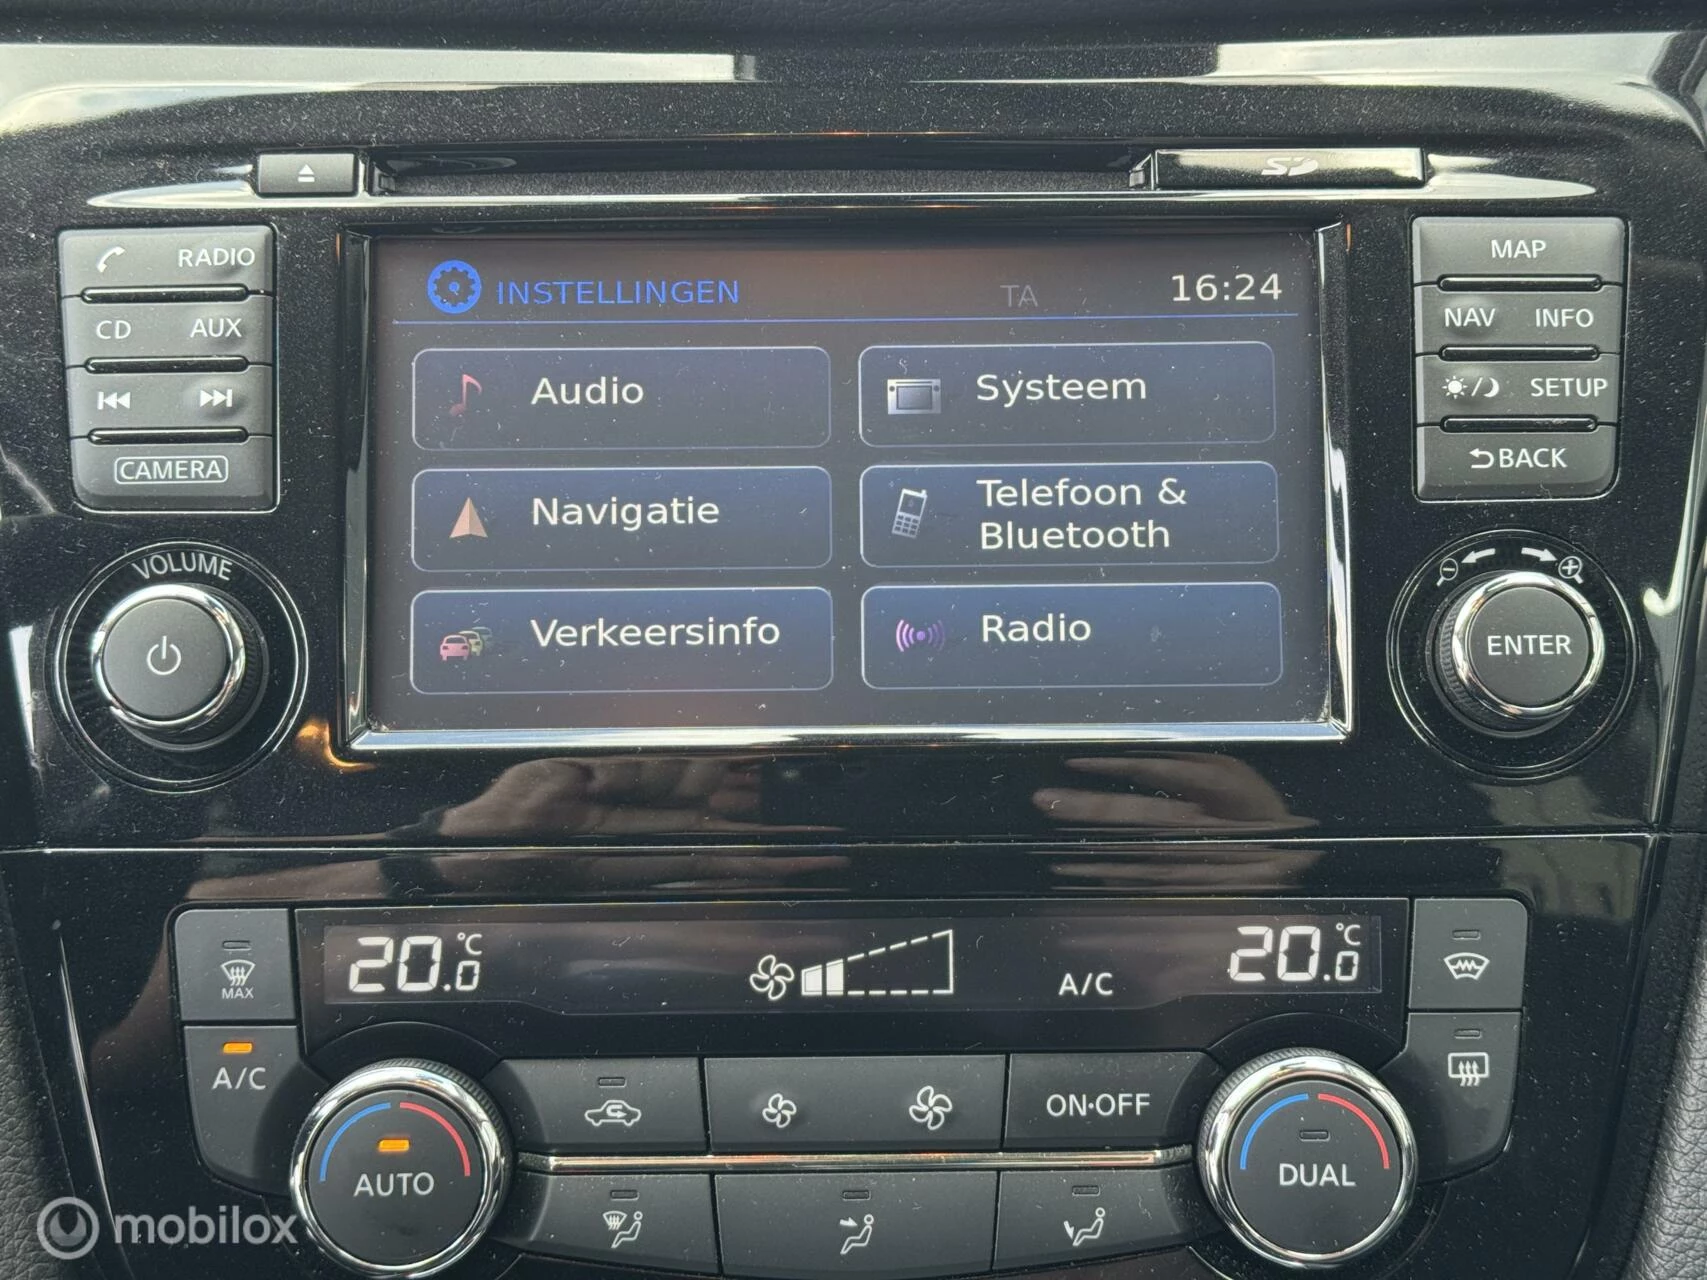 SD
RADIO
CD AUX
CAMERA
VOLUME
INSTELLINGEN TA 16:24
Audio
Systeem
Navigatie
Telefoon &
Bluetooth
Verkeersinfo
Radio
MAP
NAV INFO
SETUP
BACK
ENTER
20.0 °C
A/C
20.0 °C
MAX
A/C
ON•OFF
AUTO
DUAL
mobilox